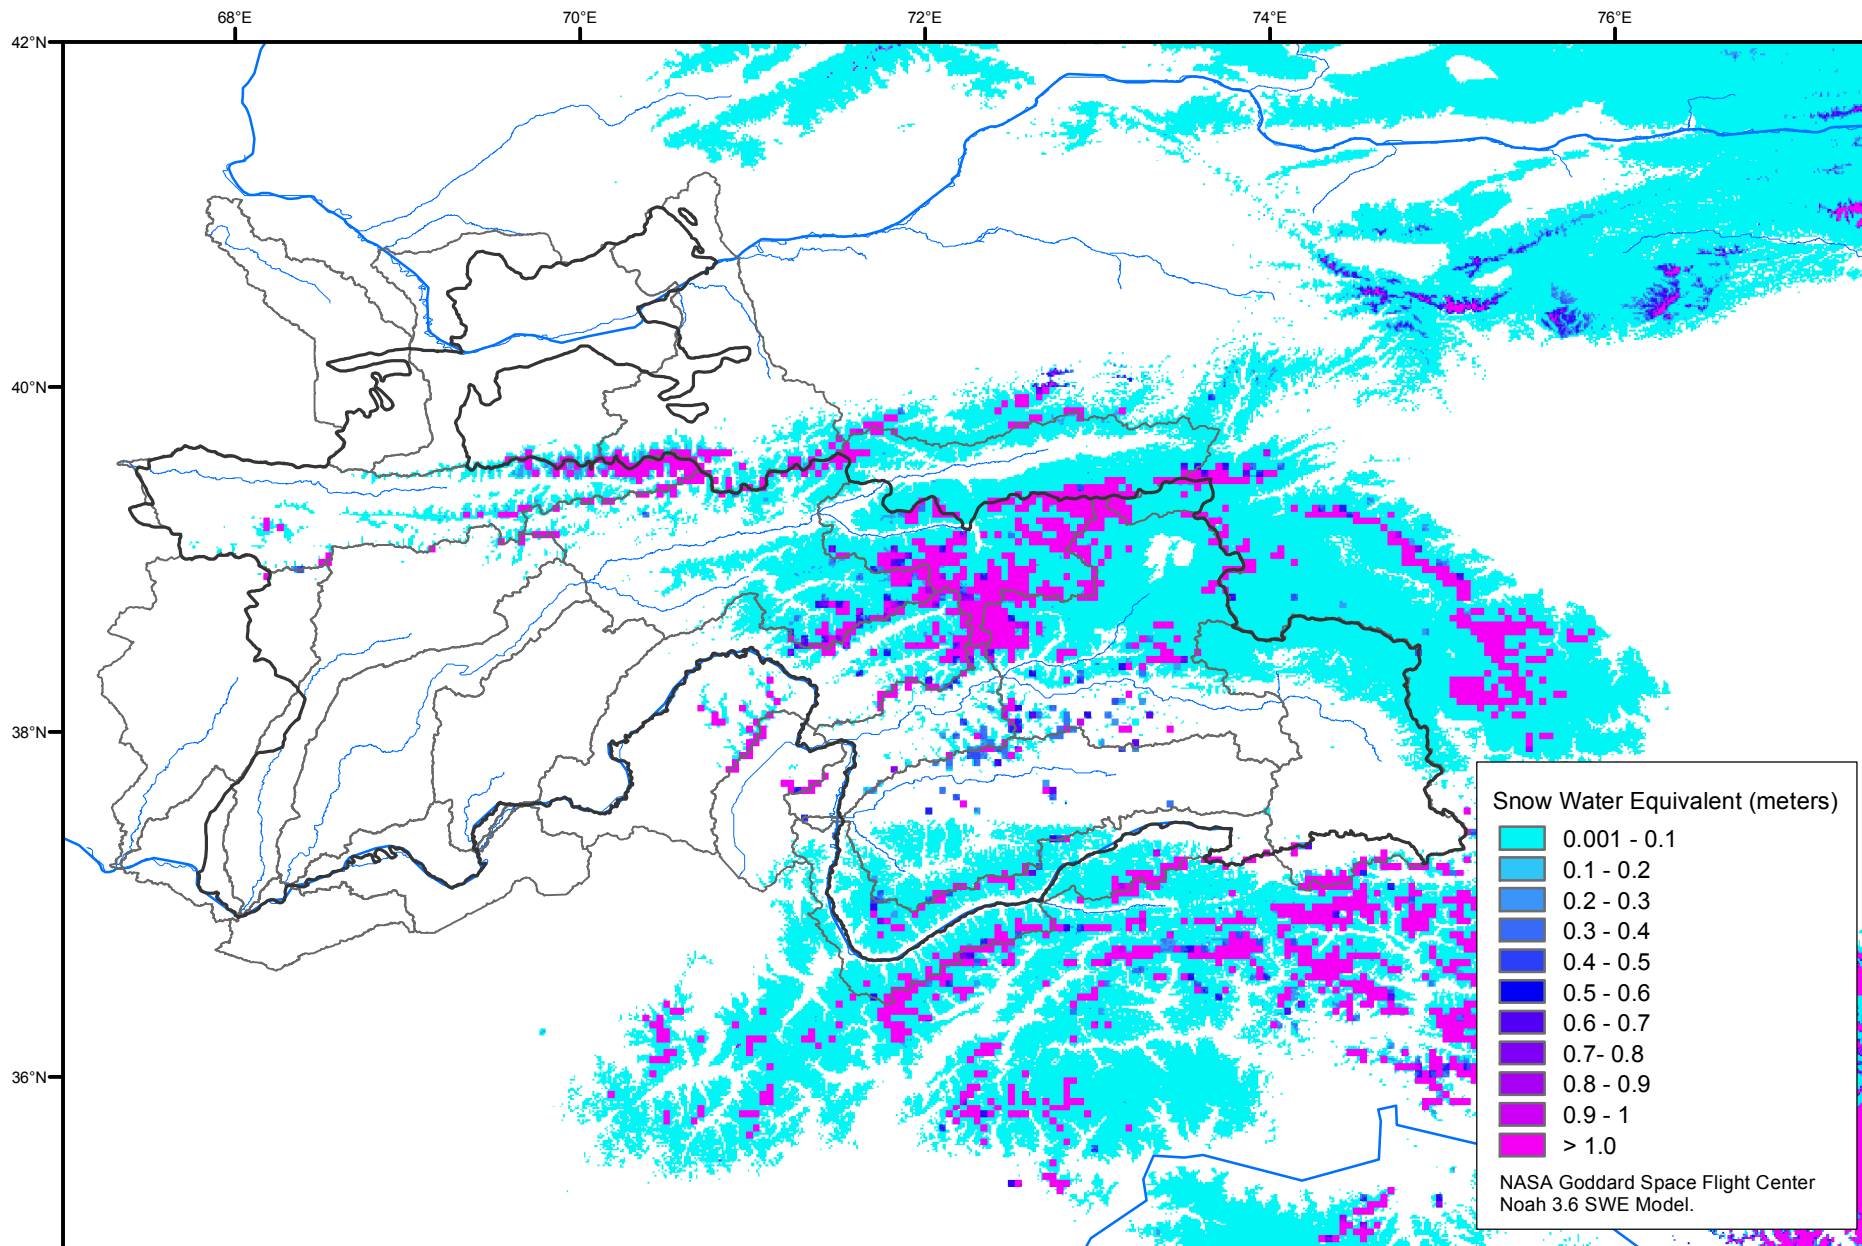 68°E 70°E 72°E 74°E 76°E
42°N
40°N
38°N
36°N
Snow Water Equivalent (meters)
0.001 - 0.1
0.1 - 0.2
0.2 - 0.3
0.3 - 0.4
0.4 - 0.5
0.5 - 0.6
0.6 - 0.7
0.7- 0.8
0.8 - 0.9
0.9 - 1
> 1.0
NASA Goddard Space Flight Center
Noah 3.6 SWE Model.